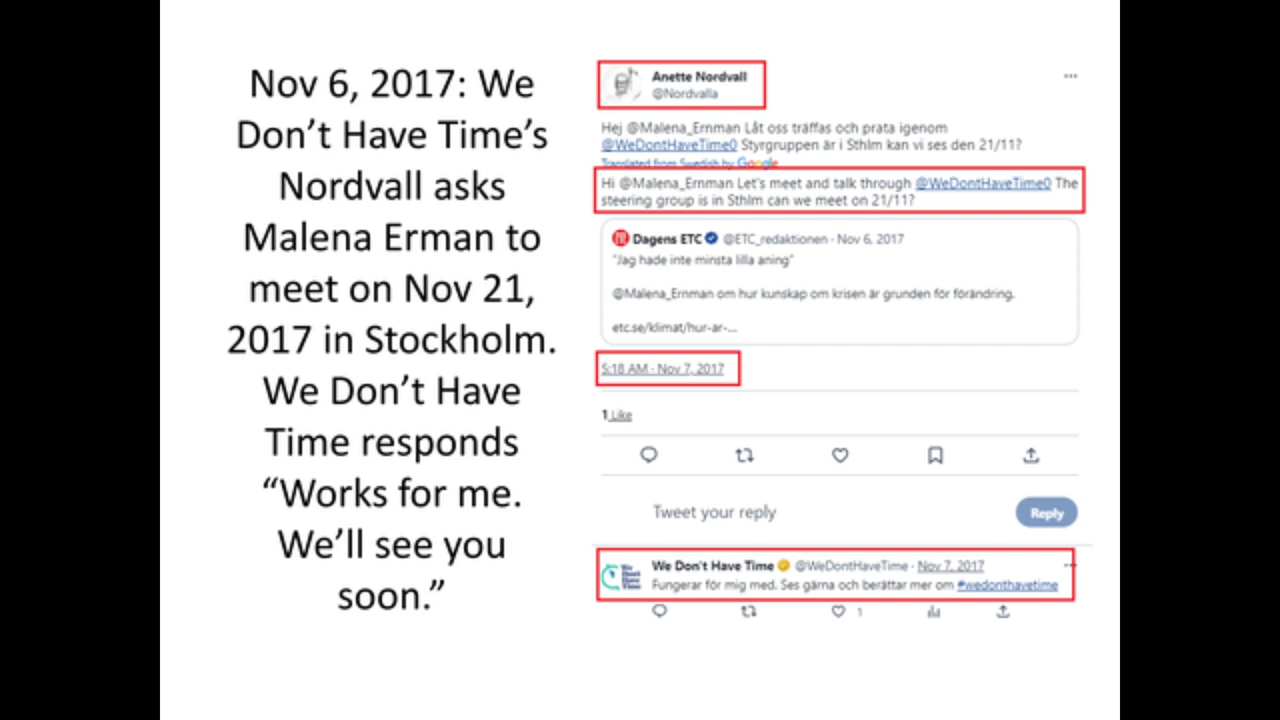 Nov 6, 2017: We
Don’t Have Time’s
Nordvall asks
Malena Erman to
meet on Nov 21,
2017 in Stockholm.
We Don’t Have
Time responds
“Works for me.
We’ll see you
soon.”
Anette Nordvall
@Nordvalla
Hej @Malena_Ernman Låt oss träffas och prata igenom
@WeDontHaveTime0 Styrgruppen är i Sthlm kan vi ses den 21/11?
Translated from Swedish by Google
Hi @Malena_Ernman Let's meet and talk through @WeDontHaveTime0 The
steering group is in Sthlm can we meet on 21/11?
Dagens ETC @ETC_redaktionen · Nov 6, 2017
"Jag hade inte minsta lilla aning"
@Malena_Ernman om hur kunskap om krisen är grunden för förändring.
etc.se/klimat/hur-ar-...
5:18 AM · Nov 7, 2017
1 Like
Tweet your reply
Reply
We Don't Have Time @WeDontHaveTime · Nov 7, 2017
Fungerar för mig med. Ses gärna och berättar mer om #wedonthavetime
We Don't Have Time
1